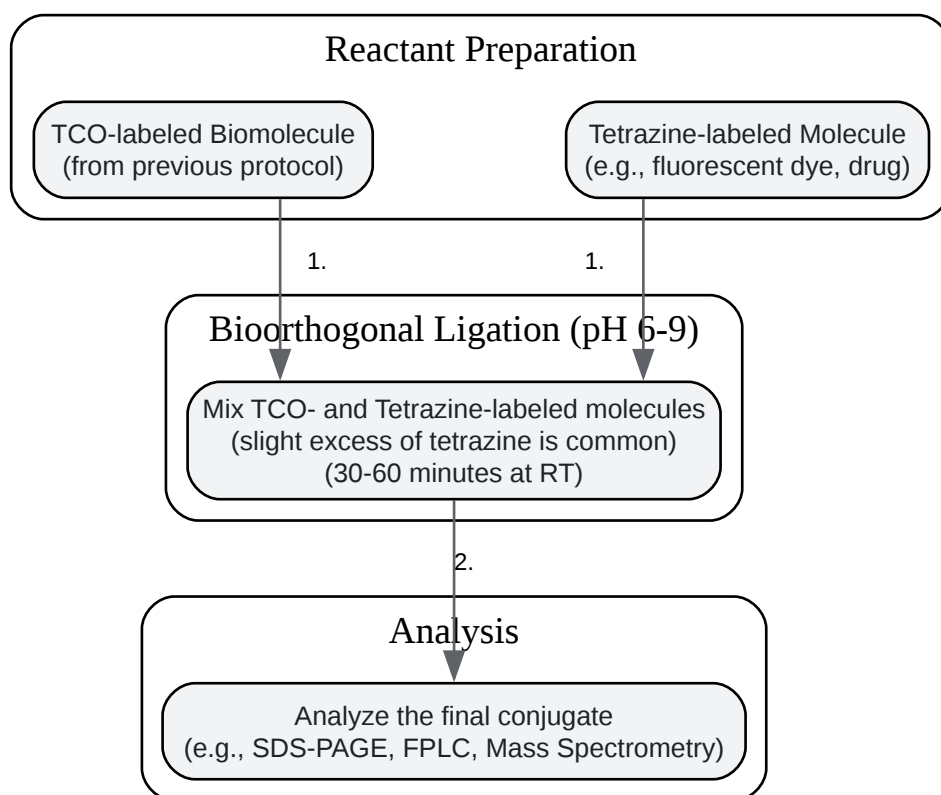 Reactant Preparation
TCO-labeled Biomolecule
(from previous protocol)
Tetrazine-labeled Molecule
(e.g., fluorescent dye, drug)
1.
1.
Bioorthogonal Ligation (pH 6-9)
Mix TCO- and Tetrazine-labeled molecules
(slight excess of tetrazine is common)
(30-60 minutes at RT)
2.
Analysis
Analyze the final conjugate
(e.g., SDS-PAGE, FPLC, Mass Spectrometry)